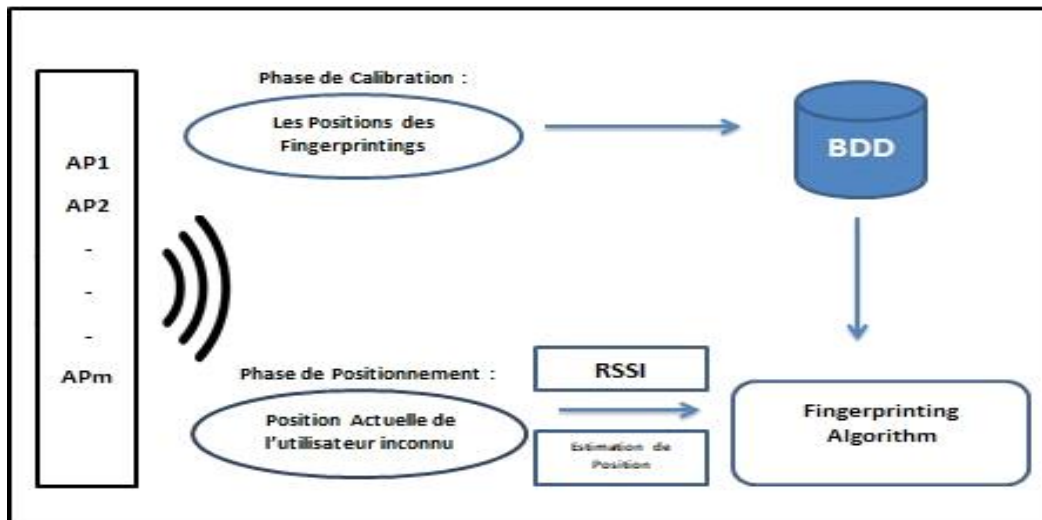 AP1
AP2
-
-
-
APm
Phase de Calibration :
Les Positions des
Fingerprintings
BDD
Phase de Positionnement :
Position Actuelle de
l'utilisateur inconnu
RSSI
Estimation de
Position
Fingerprinting
Algorithm